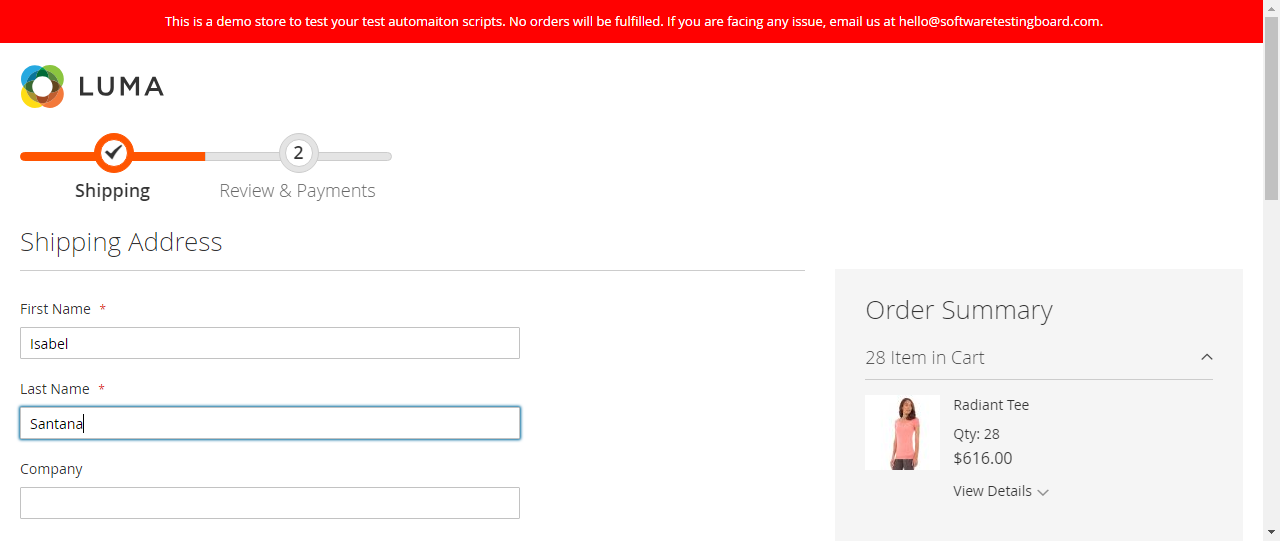 This is a demo store to test your test automaiton scripts. No orders will be fulfilled. If you are facing any issue, email us at hello@softwaretestingboard.com.
LUMA
2
Shipping
Review & Payments
Shipping Address
First Name *
Isabel
Last Name *
Santana
Company
Order Summary
28 Item in Cart
Radiant Tee
Qty: 28
$616.00
View Details